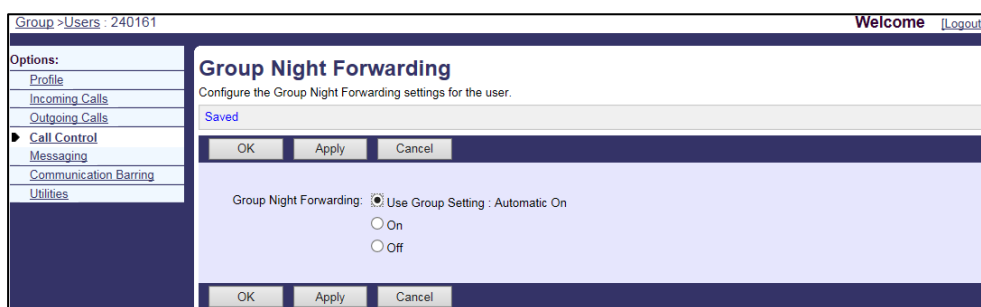 Group >Users : 240161
Welcome [Logout
Options:
Profile
Incoming Calls
Outgoing Calls
Call Control
Messaging
Communication Barring
Utilities
Group Night Forwarding
Configure the Group Night Forwarding settings for the user.
Saved
OK Apply Cancel
Group Night Forwarding: Use Group Setting : Automatic On
On
Off
OK Apply Cancel